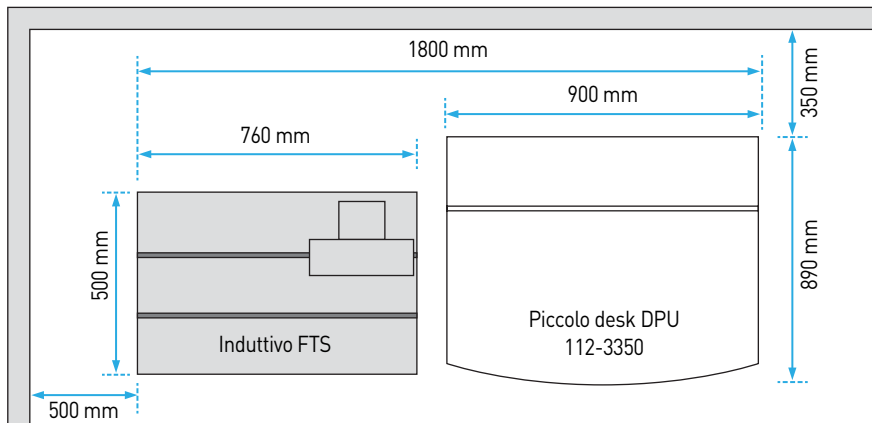 1800 mm
350 mm
900 mm
760 mm
500 mm
890 mm
Piccolo desk DPU
112-3350
Induttivo FTS
500 mm